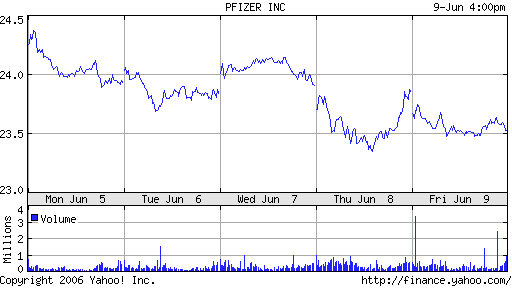 PFIZER INC 9-Jun 4:00pm
24.5
24.0
23.5
23.0
Mon Jun 5 Tue Jun 6 Wed Jun 7 Thu Jun 8 Fri Jun 9
Volume
Millions
4
3
2
1
0
Copyright 2006 Yahoo! Inc. http://finance.yahoo.com/